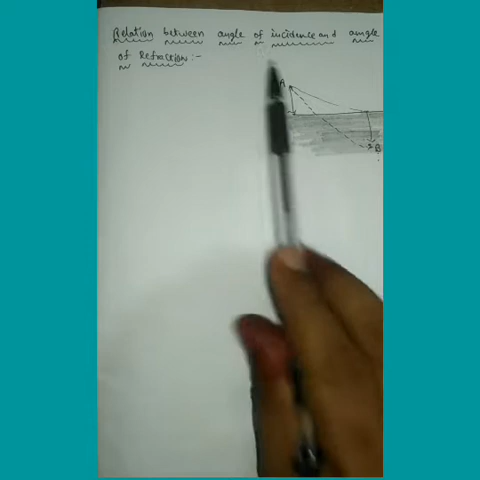 Relation between angle of incidence and angle
of Refraction:-
A
B